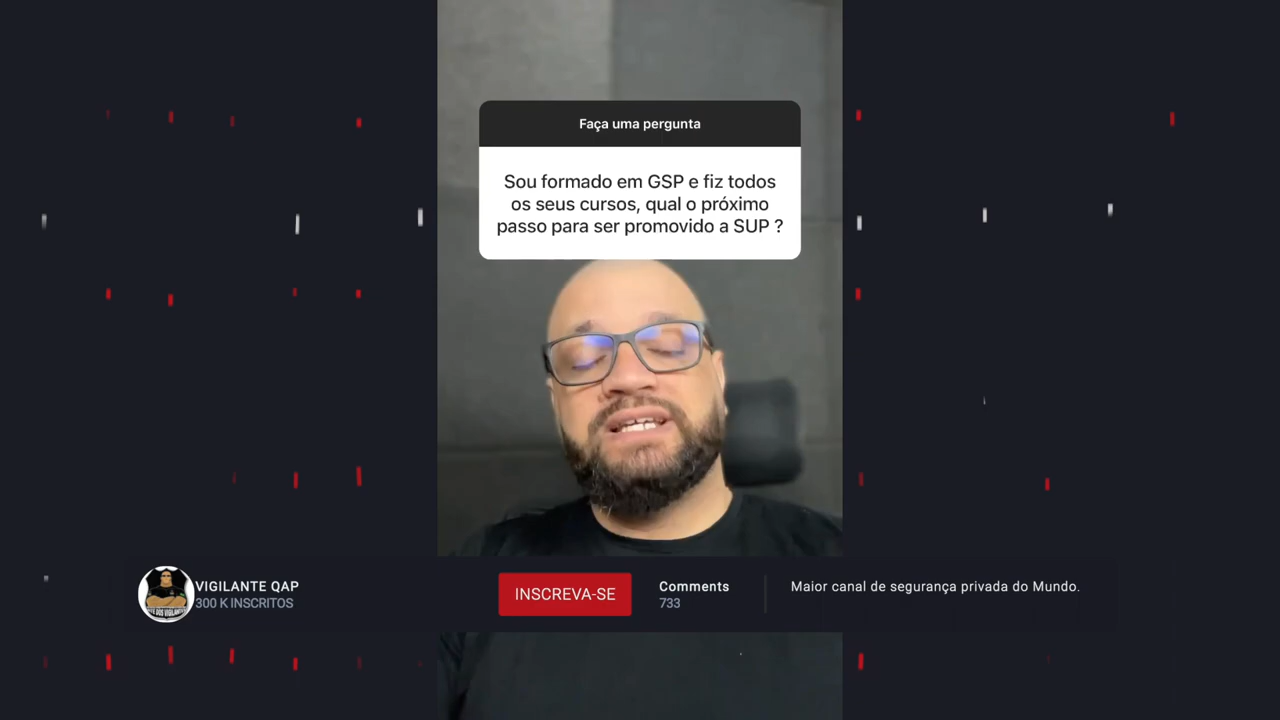 Faça uma pergunta
Sou formado em GSP e fiz todos
os seus cursos, qual o próximo
passo para ser promovido a SUP ?
VIGILANTE QAP
300 K INSCRITOS
INSCREVA-SE
Comments
733
Maior canal de segurança privada do Mundo.